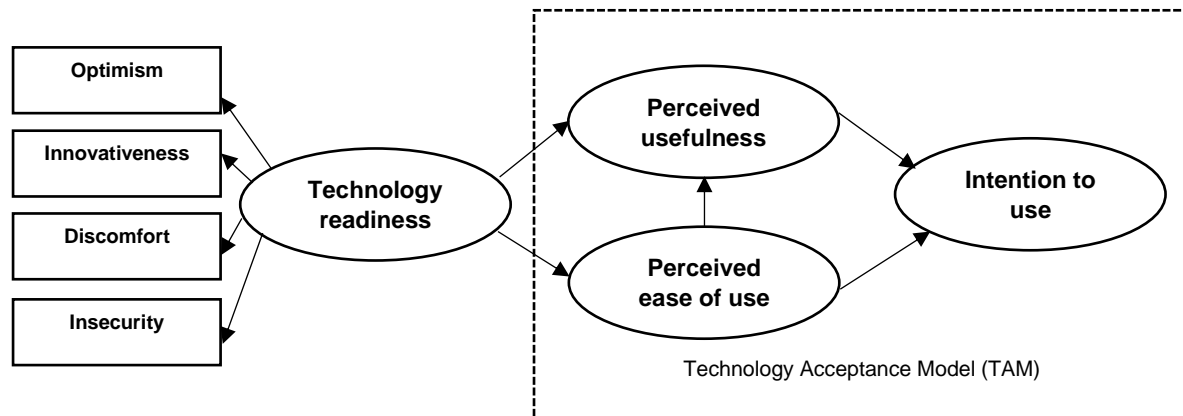 Optimism
Innovativeness
Discomfort
Insecurity
Technology
readiness
Perceived
usefulness
Perceived
ease of use
Intention to
use
Technology Acceptance Model (TAM)